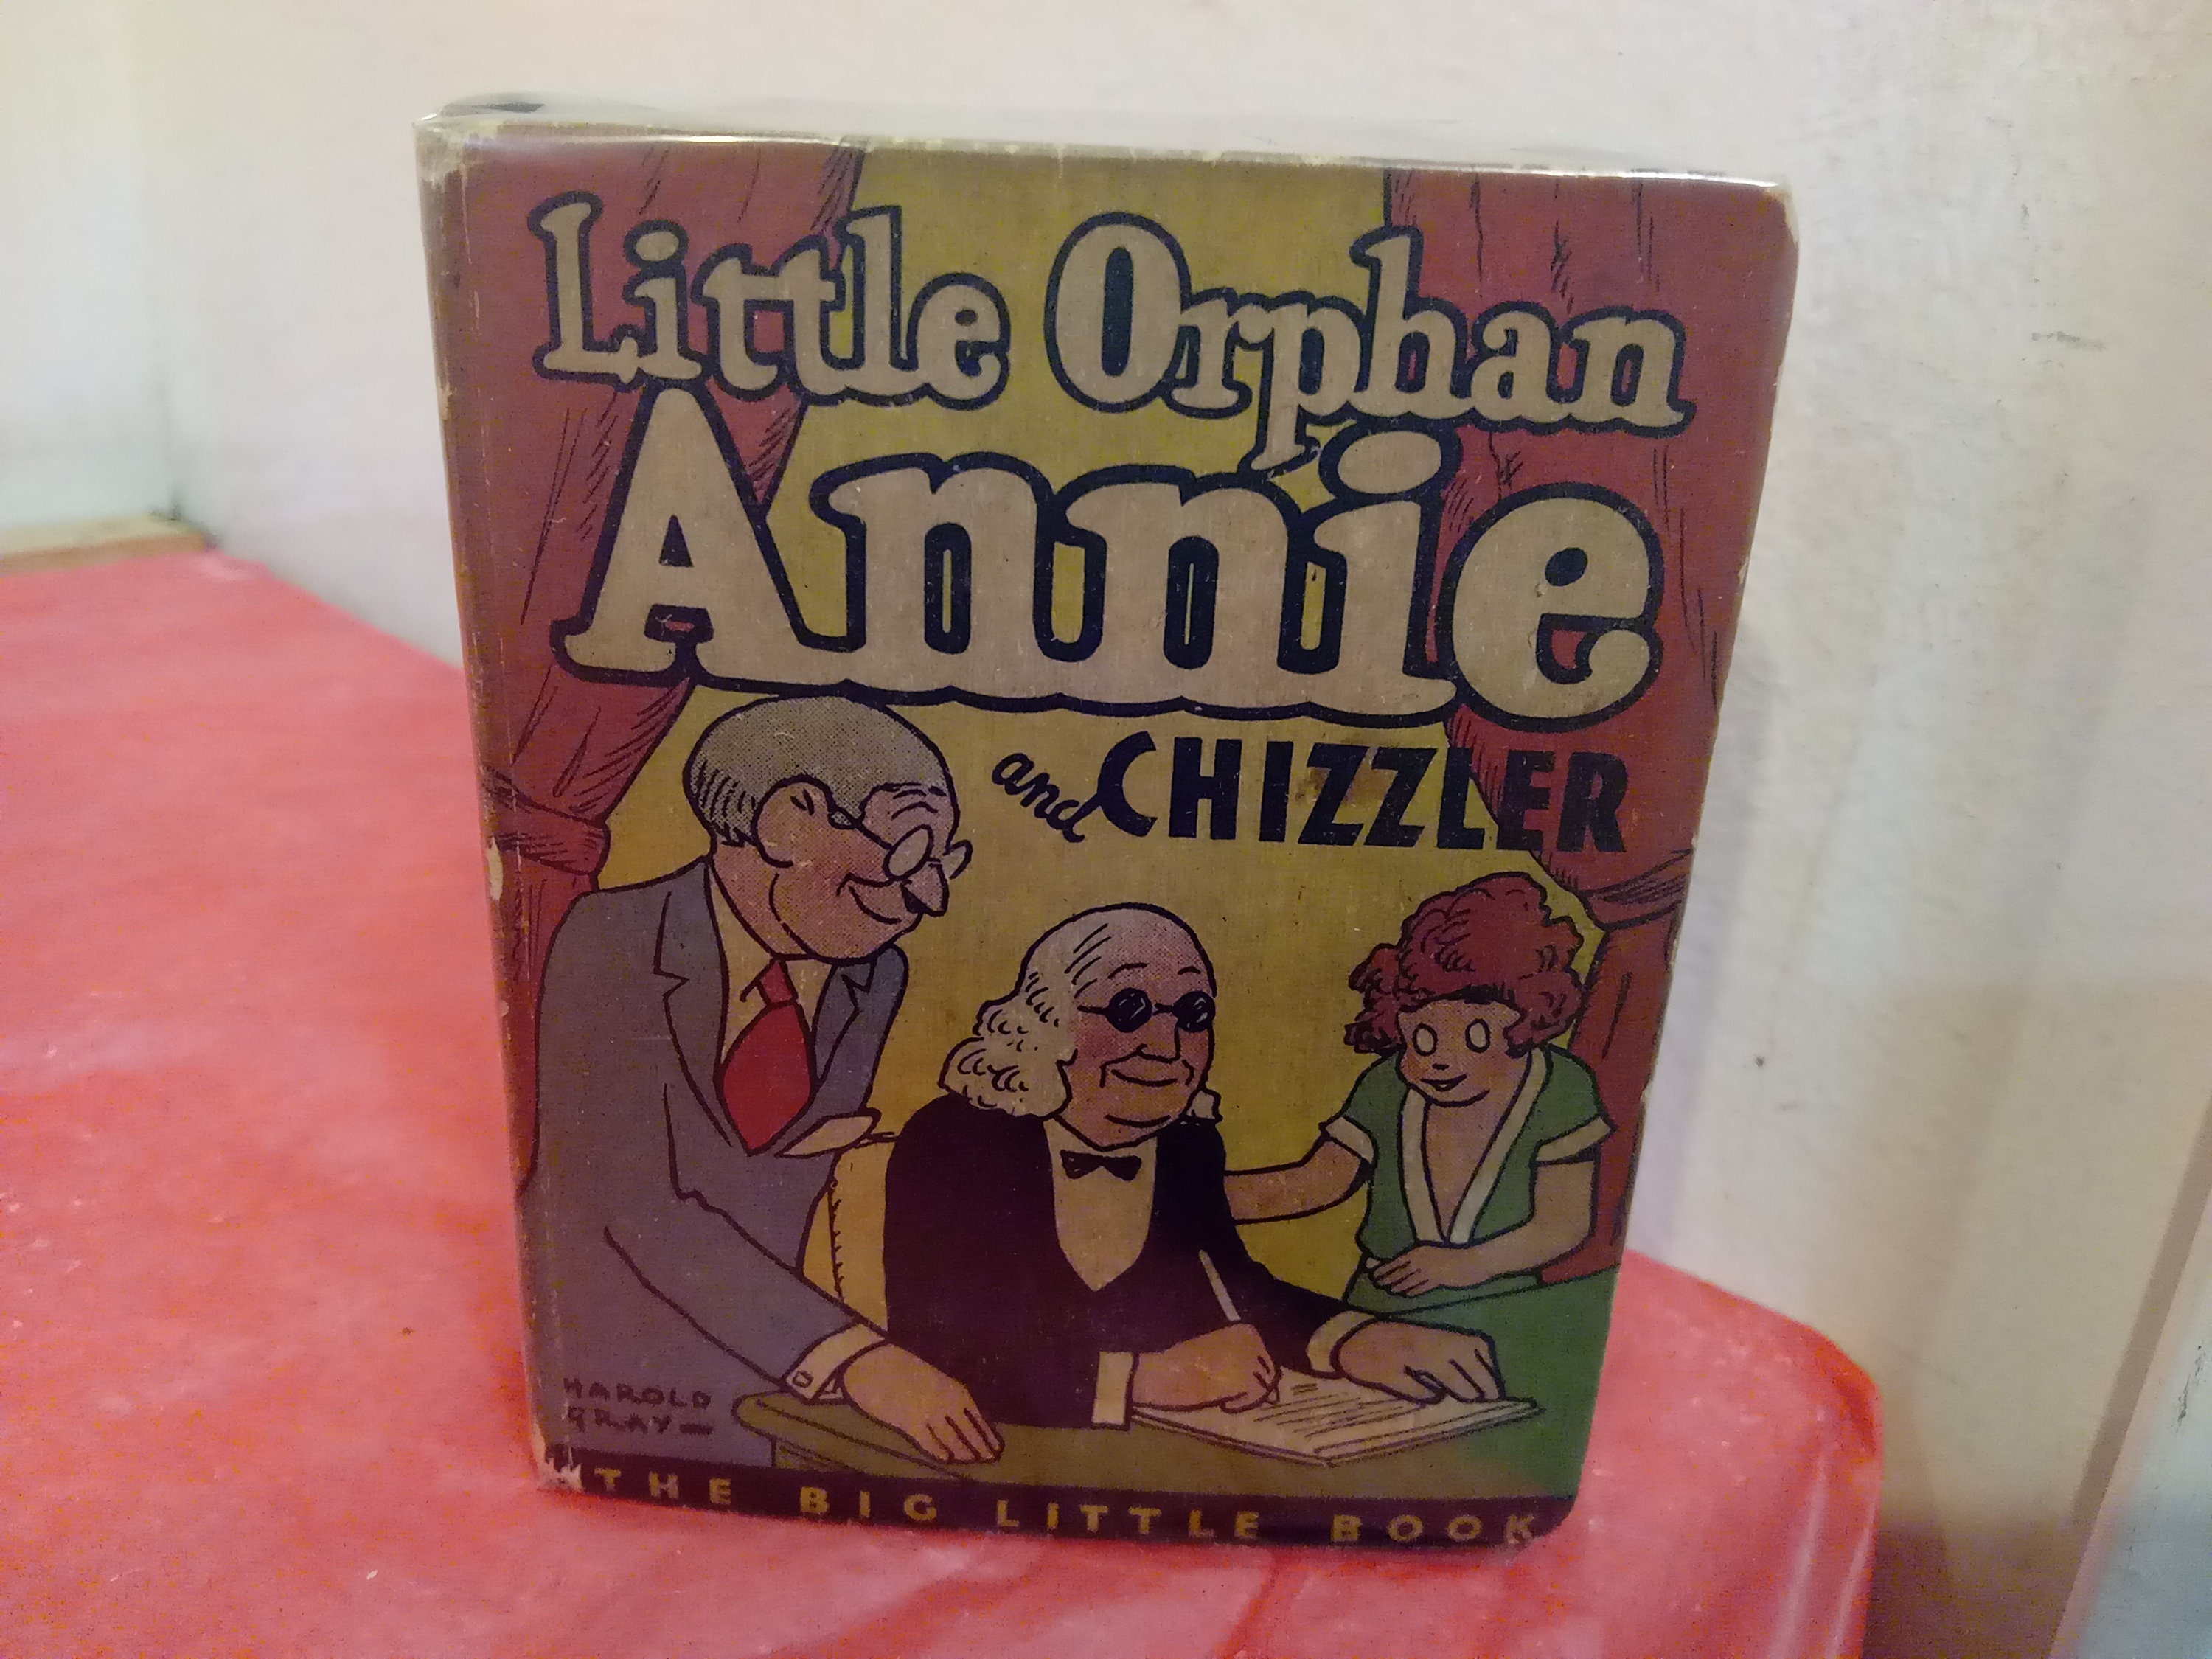 Little Orphan
Annie
and CHIZZLER
HAROLD
GRAY
THE BIG LITTLE BOOK